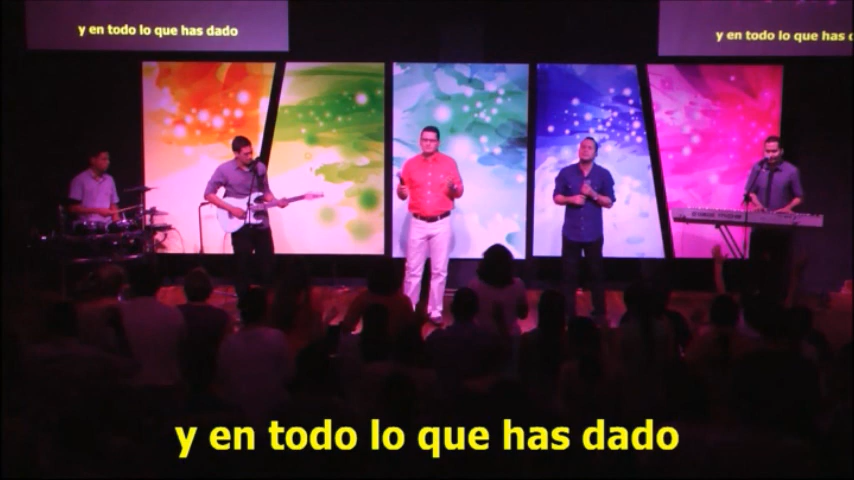 y en todo lo que has dado
y en todo lo que has
y en todo lo que has dado